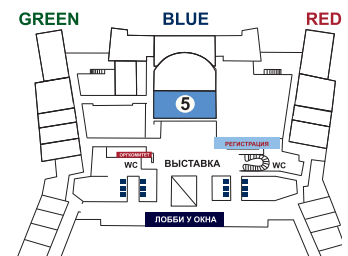 GREEN BLUE RED
5
РЕГИСТРАЦИЯ
ОРГКОМИТЕТ
ВЫСТАВКА
WC WC
ЛОББИ У ОКНА